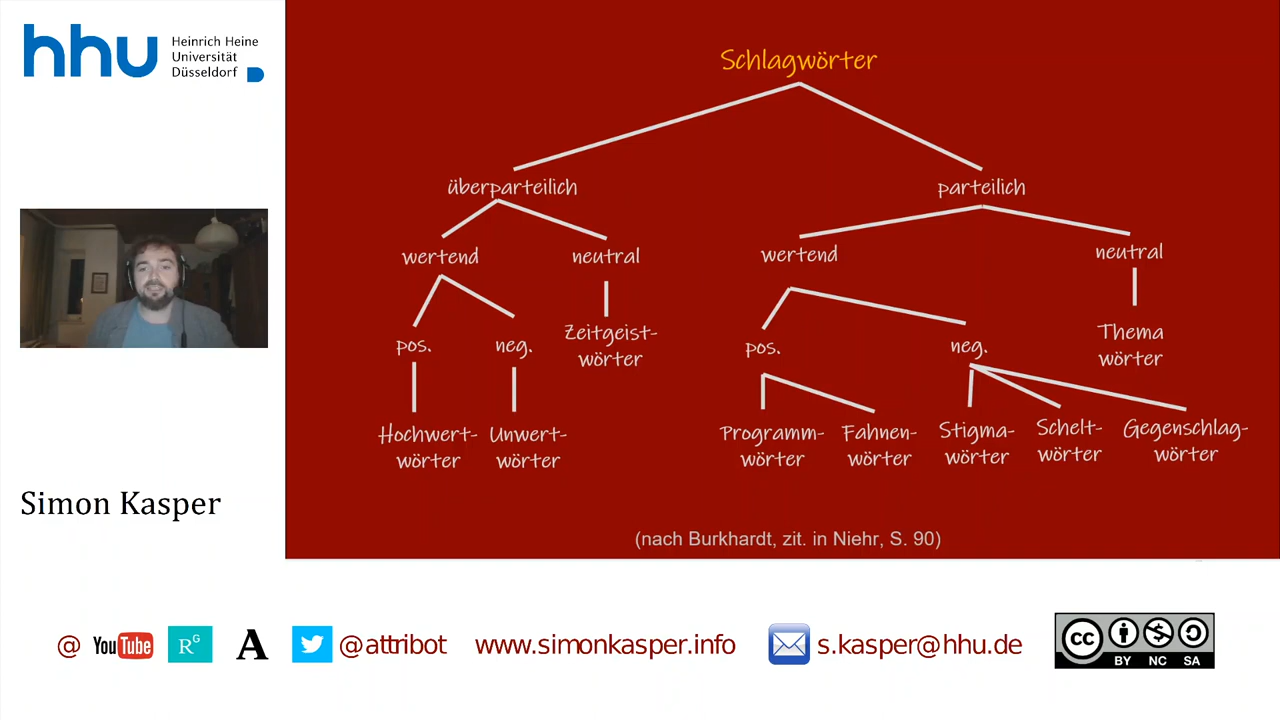 hhu
Heinrich Heine
Universität
Düsseldorf
Schlagwörter
überparteilich
parteilich
wertend
neutral
wertend
neutral
pos.
neg.
Zeitgeist-
wörter
pos.
neg.
Thema
wörter
Hochwert-
wörter
Unwert-
wörter
Programm-
wörter
Fahnen-
wörter
Stigma-
wörter
Schelt-
wörter
Gegenschlag-
wörter
(nach Burkhardt, zit. in Niehr, S. 90)
Simon Kasper
@ YouTube RG A @attribot www.simonkasper.info s.kasper@hhu.de
cc BY NC SA